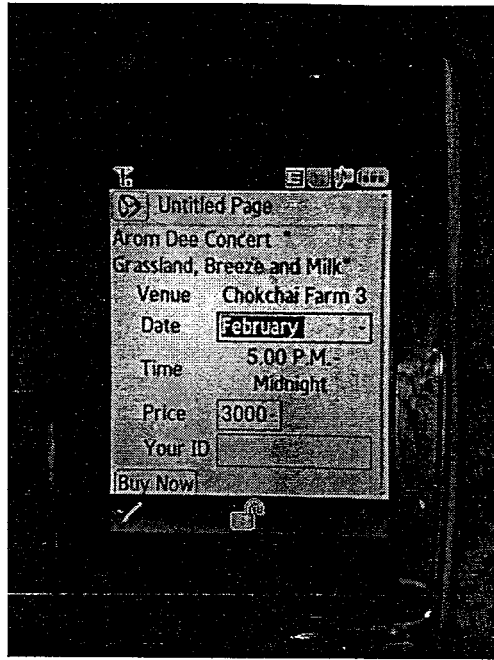 Untitled Page
Arom Dee Concert "
Grassland, Breeze and Milk"
Venue Chokchai Farm 3
Date February
Time 5.00 P.M.-
Midnight
Price 3000-
Your ID
Buy Now